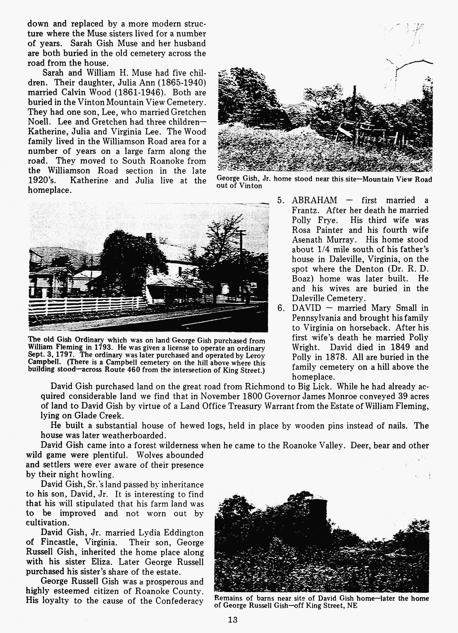 down and replaced by a more modern struc-
ture where the Muse sisters lived for a number
of years. Sarah Gish Muse and her husband
are both buried in the old cemetery across the
road from the house.
Sarah and William H. Muse had five chil-
dren. Their daughter, Julia Ann (1865-1940)
married Calvin Wood (1861-1946). Both are
buried in the Vinton Mountain View Cemetery.
They had one son, Lee, who married Gretchen
Noell. Lee and Gretchen had three children—
Katherine, Julia and Virginia Lee. The Wood
family lived in the Williamson Road area for a
number of years on a large farm along the
road. They moved to South Roanoke from
the Williamson Road section in the late
1920's. Katherine and Julia live at the
homeplace.
George Gish, Jr. home stood near this site—Mountain View Road
out of Vinton
The old Gish Ordinary which was on land George Gish purchased from
William Fleming in 1793. He was given a license to operate an ordinary
Sept. 3, 1797. The ordinary was later purchased and operated by Leroy
Campbell. (There is a Campbell cemetery on the hill above where this
building stood—across Route 460 from the intersection of King Street.)
5. ABRAHAM — first married a
Frantz. After her death he married
Polly Frye. His third wife was
Rosa Painter and his fourth wife
Asenath Murray. His home stood
about 1/4 mile south of his father's
house in Daleville, Virginia, on the
spot where the Denton (Dr. R. D.
Boaz) home was later built. He
and his wives are buried in the
Daleville Cemetery.
6. DAVID — married Mary Small in
Pennsylvania and brought his family
to Virginia on horseback. After his
first wife's death he married Polly
Wright. David died in 1849 and
Polly in 1878. All are buried in the
family cemetery on a hill above the
homeplace.
David Gish purchased land on the great road from Richmond to Big Lick. While he had already ac-
quired considerable land we find that in November 1800 Governor James Monroe conveyed 39 acres
of land to David Gish by virtue of a Land Office Treasury Warrant from the Estate of William Fleming,
lying on Glade Creek.
He built a substantial house of hewed logs, held in place by wooden pins instead of nails. The
house was later weatherboarded.
David Gish came into a forest wilderness when he came to the Roanoke Valley. Deer, bear and other
wild game were plentiful. Wolves abounded
and settlers were ever aware of their presence
by their night howling.
David Gish, Sr.'s land passed by inheritance
to his son, David, Jr. It is interesting to find
that his will stipulated that his farm land was
to be improved and not worn out by
cultivation.
David Gish, Jr. married Lydia Eddington
of Fincastle, Virginia. Their son, George
Russell Gish, inherited the home place along
with his sister Eliza. Later George Russell
purchased his sister's share of the estate.
George Russell Gish was a prosperous and
highly esteemed citizen of Roanoke County.
His loyalty to the cause of the Confederacy
Remains of barns near site of David Gish home—later the home
of George Russell Gish—off King Street, NE
13